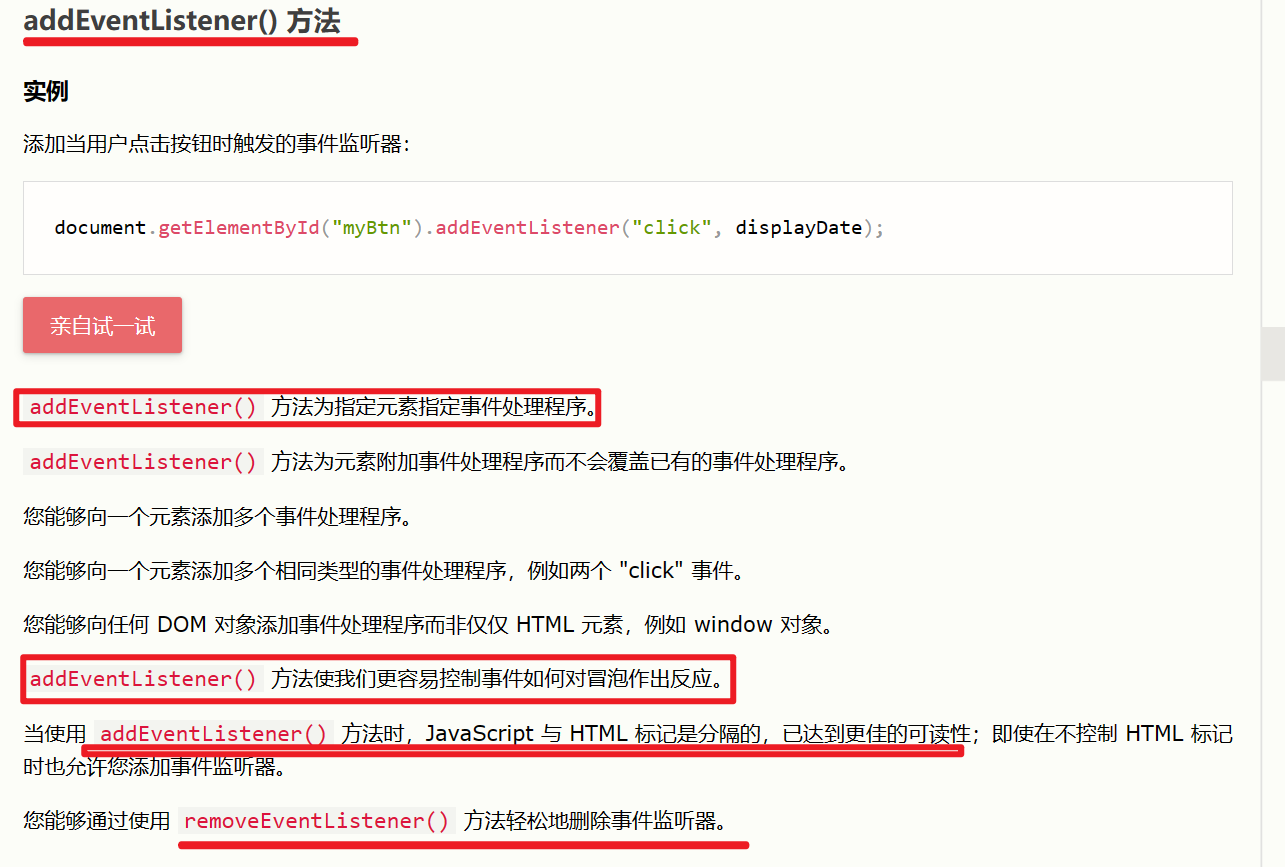 addEventListener() 方法
实例
添加当用户点击按钮时触发的事件监听器：
document.getElementById("myBtn").addEventListener("click", displayDate);
亲自试一试
addEventListener() 方法为指定元素指定事件处理程序。
addEventListener() 方法为元素附加事件处理程序而不会覆盖已有的事件处理程序。
您能够向一个元素添加多个事件处理程序。
您能够向一个元素添加多个相同类型的事件处理程序，例如两个 "click" 事件。
您能够向任何 DOM 对象添加事件处理程序而非仅仅 HTML 元素，例如 window 对象。
addEventListener() 方法使我们更容易控制事件如何对冒泡作出反应。
当使用 addEventListener() 方法时，JavaScript 与 HTML 标记是分隔的，已达到更佳的可读性；即使在不控制 HTML 标记
时也允许您添加事件监听器。
您能够通过使用 removeEventListener() 方法轻松地删除事件监听器。